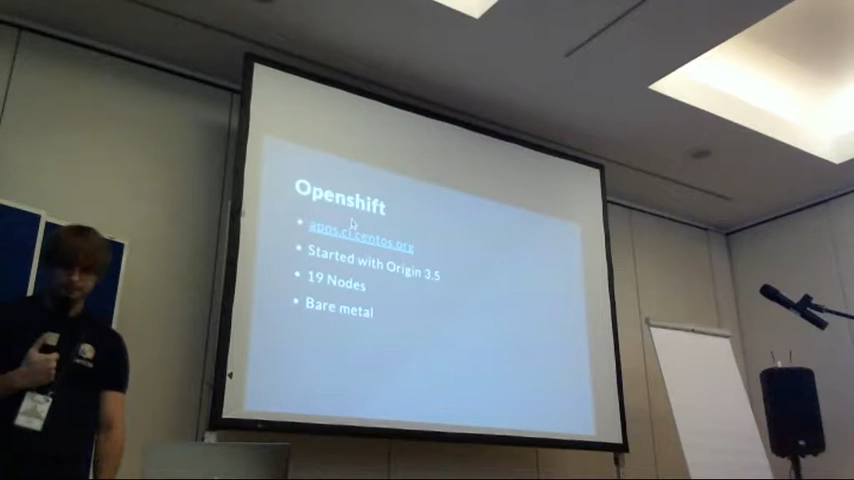 Openshift
apps.ci.centos.org
Started with Origin 3.5
19 Nodes
Bare metal